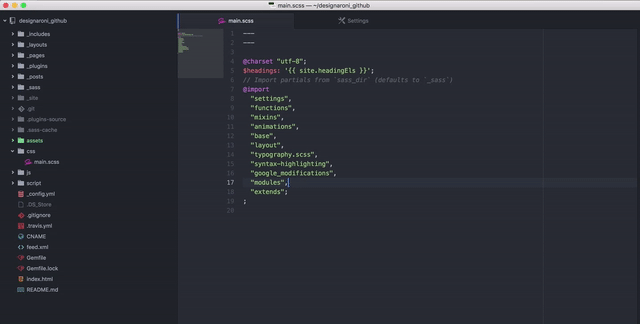 main.scss — ~/designaroni_github
designaroni_github
_includes
_layouts
_pages
_plugins
_posts
_sass
_site
.git
.plugins-source
.sass-cache
assets
css
main.scss
js
script
_config.yml
.DS_Store
.gitignore
.travis.yml
CNAME
feed.xml
Gemfile
Gemfile.lock
index.html
README.md
main.scss
Settings
1 ---
2 ---
3
4 @charset "utf-8";
5 $headings: '{{ site.headingEls }}';
6 // Import partials from `sass_dir` (defaults to `_sass`)
7 @import
8 "settings",
9 "functions",
10 "mixins",
11 "animations",
12 "base",
13 "layout",
14 "typography.scss",
15 "syntax-highlighting",
16 "google_modifications",
17 "modules",
18 "extends";
19 ;
20